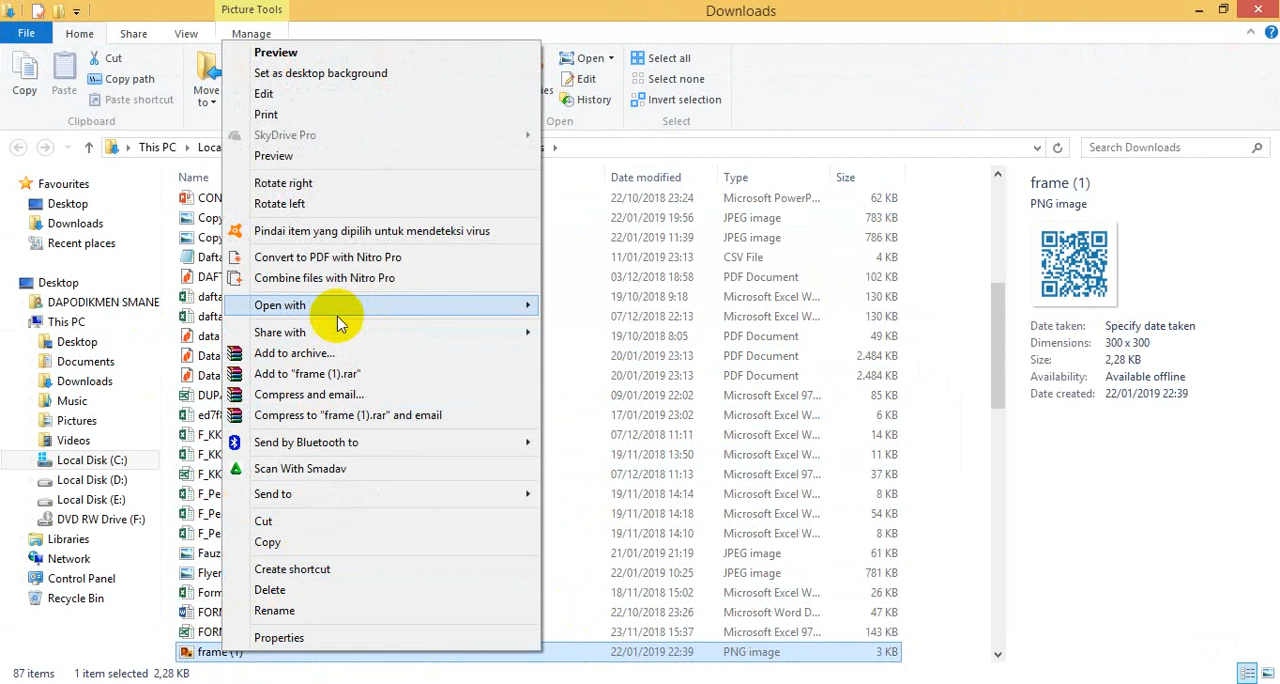 Picture Tools
Downloads
File
Home
Share
View
Manage
Copy
Paste
Cut
Copy path
Paste shortcut
Clipboard
Move
to
Open
Edit
History
Open
Select all
Select none
Invert selection
Select
This PC
Search Downloads
Favourites
Desktop
Downloads
Recent places
Desktop
DAPODIKMEN SMANE
This PC
Desktop
Documents
Downloads
Music
Pictures
Videos
Local Disk (C:)
Local Disk (D:)
Local Disk (E:)
DVD RW Drive (F:)
Libraries
Network
Control Panel
Recycle Bin
Preview
Set as desktop background
Edit
Print
SkyDrive Pro
Preview
Rotate right
Rotate left
Pindai item yang dipilih untuk mendeteksi virus
Convert to PDF with Nitro Pro
Combine files with Nitro Pro
Open with
Share with
Add to archive...
Add to "frame (1).rar"
Compress and email...
Compress to "frame (1).rar" and email
Send by Bluetooth to
Scan With Smadav
Send to
Cut
Copy
Create shortcut
Delete
Rename
Properties
Name Date modified Type Size
22/10/2018 23:24 Microsoft PowerP... 62 KB
22/01/2019 19:56 JPEG image 783 KB
22/01/2019 11:39 JPEG image 786 KB
11/01/2019 23:13 CSV File 4 KB
03/12/2018 18:58 PDF Document 102 KB
19/10/2018 9:18 Microsoft Excel W... 130 KB
07/12/2018 22:13 Microsoft Excel W... 130 KB
19/10/2018 8:05 PDF Document 49 KB
20/01/2019 23:13 PDF Document 2.484 KB
20/01/2019 23:13 PDF Document 2.484 KB
09/01/2019 22:02 Microsoft Excel 97... 85 KB
17/01/2019 23:02 Microsoft Excel W... 6 KB
07/12/2018 11:11 Microsoft Excel W... 14 KB
19/11/2018 13:50 Microsoft Excel W... 11 KB
07/12/2018 11:13 Microsoft Excel 97... 37 KB
19/11/2018 14:14 Microsoft Excel W... 8 KB
19/11/2018 14:18 Microsoft Excel W... 54 KB
19/11/2018 14:10 Microsoft Excel W... 8 KB
21/01/2019 21:19 JPEG image 61 KB
22/01/2019 10:25 JPEG image 781 KB
18/11/2018 15:02 Microsoft Excel W... 26 KB
22/10/2018 23:26 Microsoft Word D... 47 KB
23/11/2018 15:37 Microsoft Excel W... 143 KB
frame (1) 22/01/2019 22:39 PNG image 3 KB
frame (1)
PNG image
Date taken: Specify date taken
Dimensions: 300 x 300
Size: 2,28 KB
Availability: Available offline
Date created: 22/01/2019 22:39
87 items 1 item selected 2,28 KB